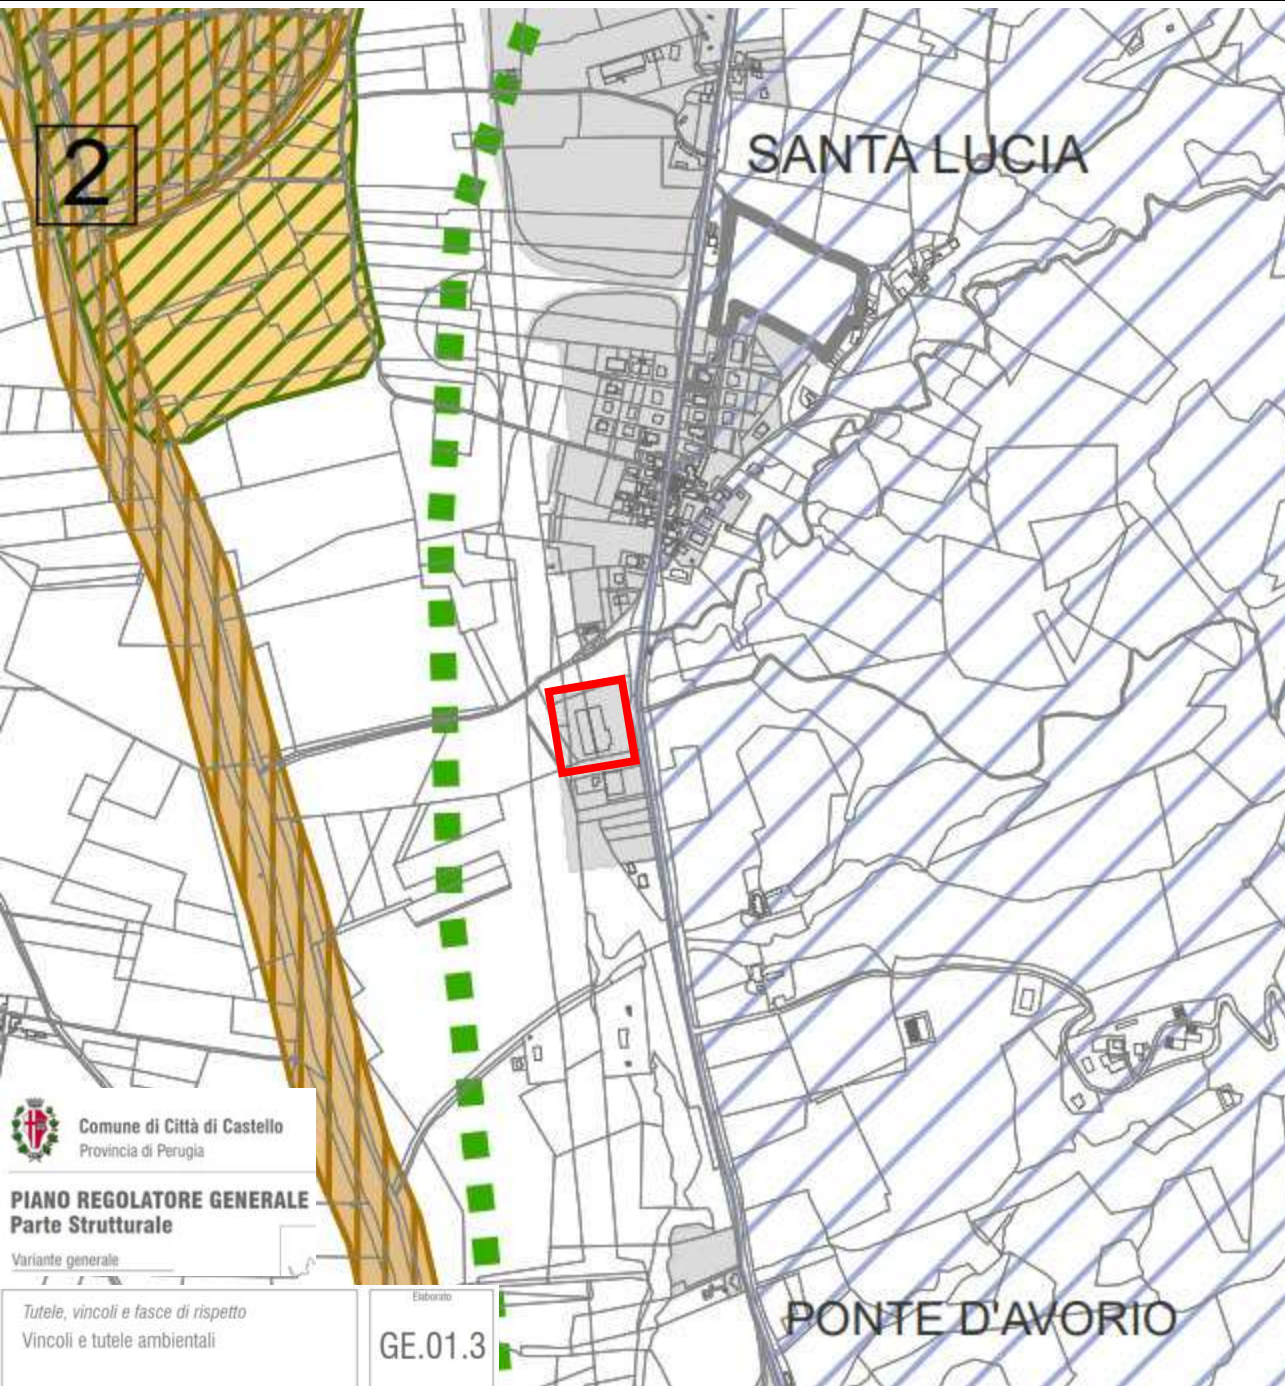 SANTA LUCIA
2
Comune di Città di Castello
Provincia di Perugia
PIANO REGOLATORE GENERALE
Parte Strutturale
Variante generale
Tutele, vincoli e fasce di rispetto
Vincoli e tutele ambientali
Elaborato
GE.01.3
PONTE D'AVORIO